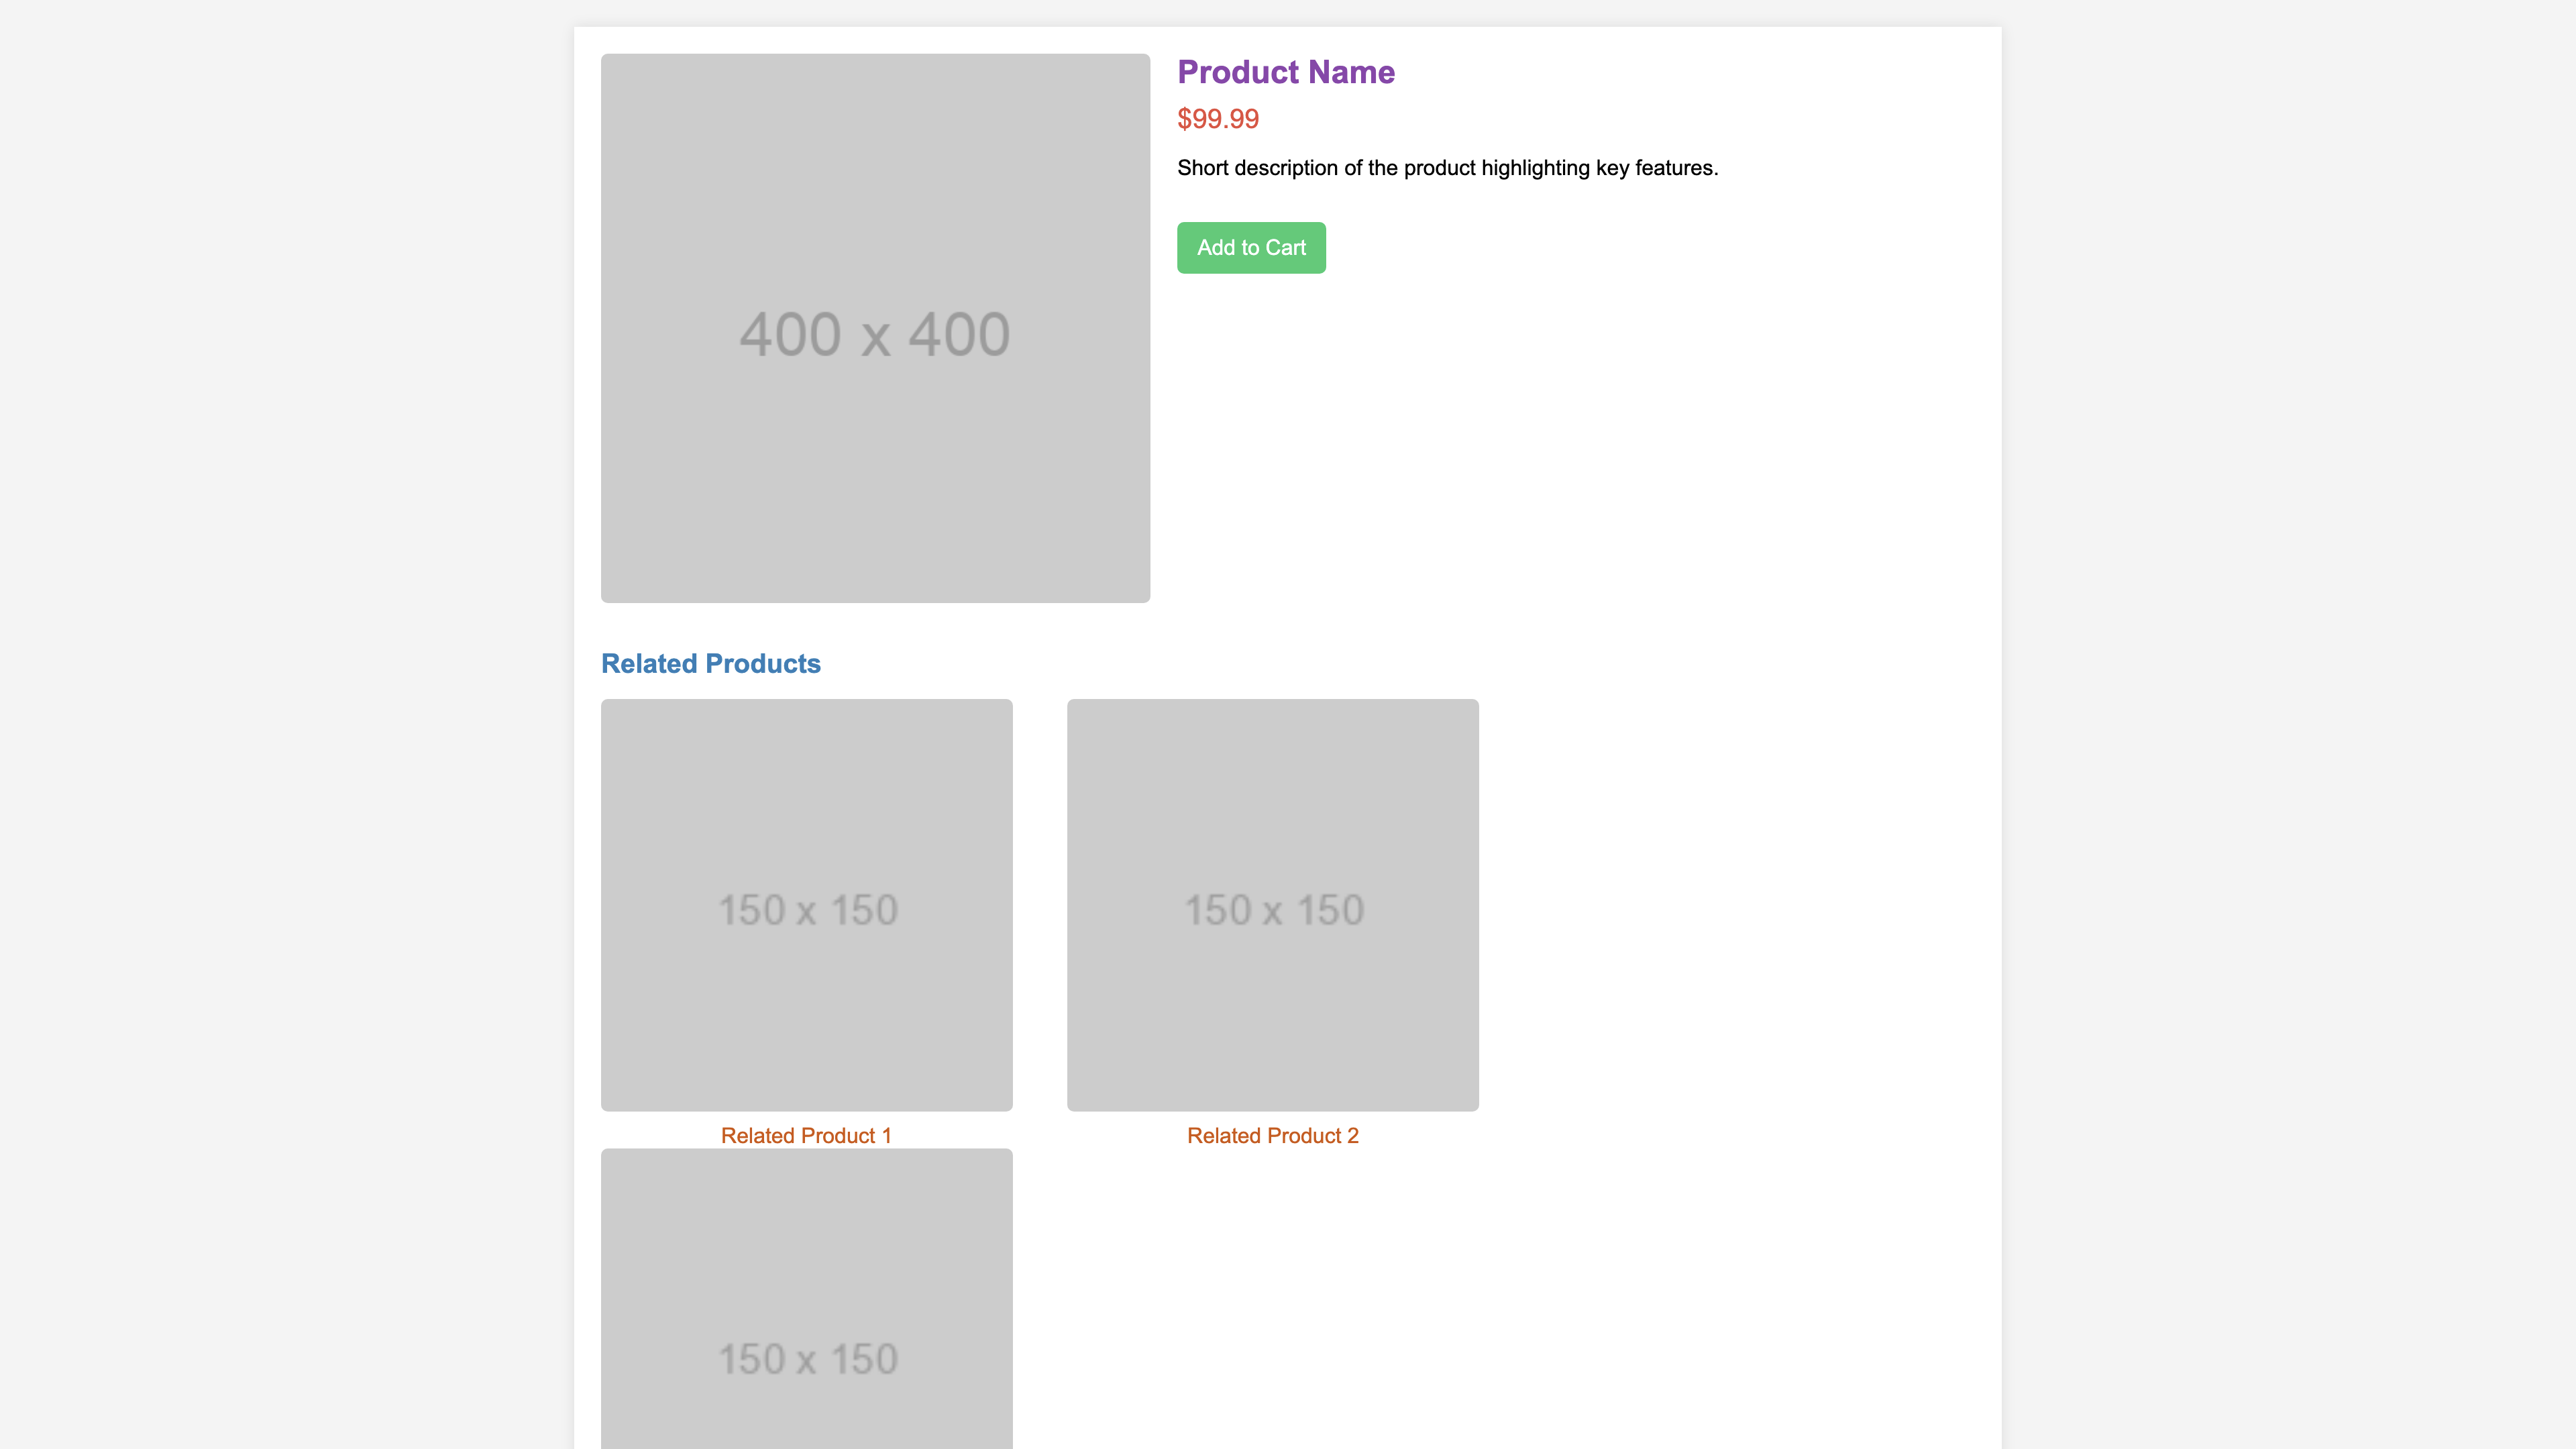 400 x 400
Product Name
$99.99
Short description of the product highlighting key features.
Add to Cart
Related Products
150 x 150
150 x 150
Related Product 1
Related Product 2
150 x 150